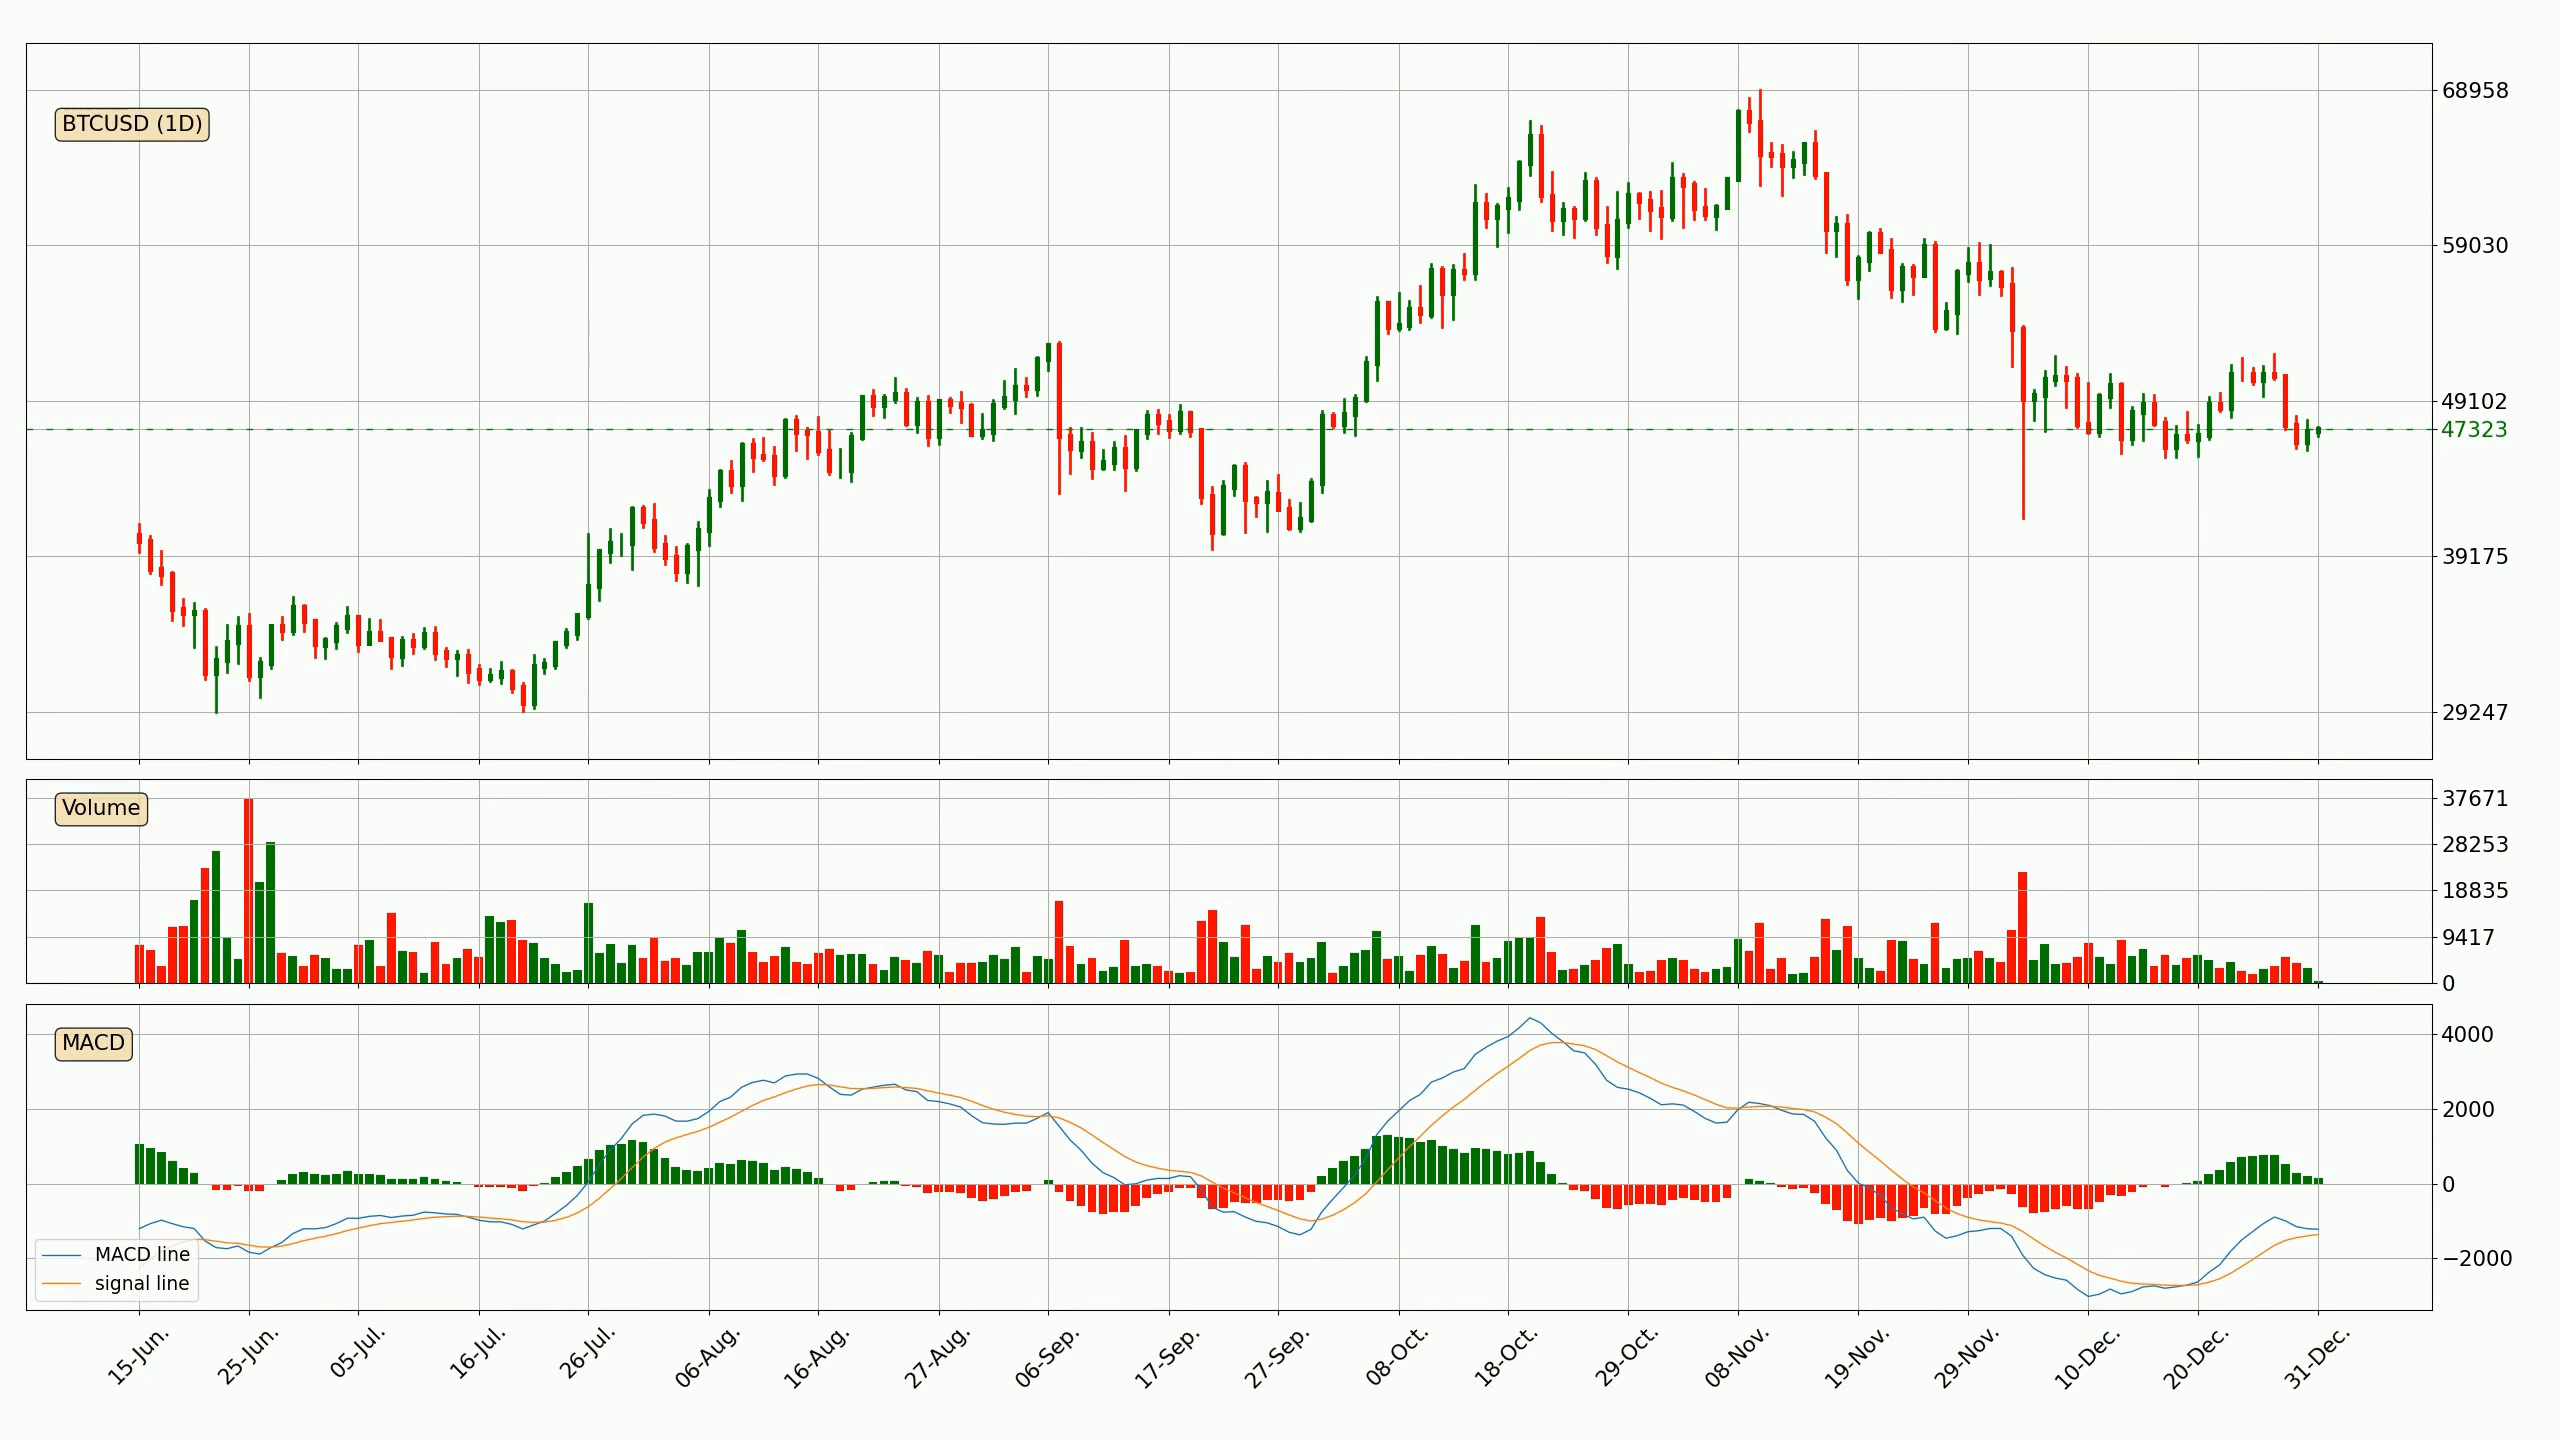 BTCUSD (1D)
68958
59030
49102
47323
39175
29247
Volume
37671
28253
18835
9417
0
MACD
4000
2000
0
−2000
MACD line
signal line
15-Jun.
25-Jun.
05-Jul.
16-Jul.
26-Jul.
06-Aug.
16-Aug.
27-Aug.
06-Sep.
17-Sep.
27-Sep.
08-Oct.
18-Oct.
29-Oct.
08-Nov.
19-Nov.
29-Nov.
10-Dec.
20-Dec.
31-Dec.